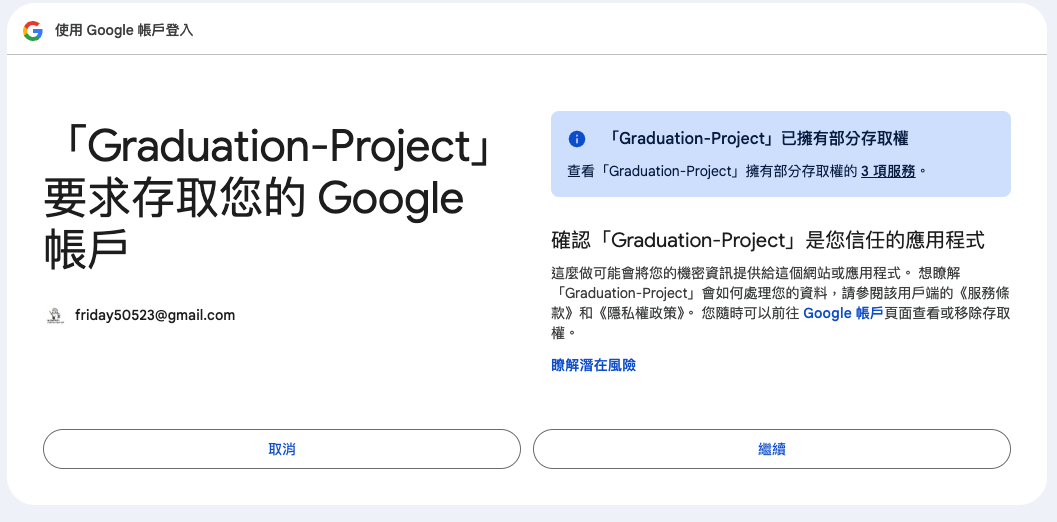 使用 Google 帳戶登入
「Graduation-Project」
要求存取您的 Google
帳戶
friday50523@gmail.com
「Graduation-Project」已擁有部分存取權
查看「Graduation-Project」擁有部分存取權的 3 項服務。
確認「Graduation-Project」是您信任的應用程式
這麼做可能會將您的機密資訊提供給這個網站或應用程式。 想瞭解
「Graduation-Project」會如何處理您的資料，請參閱該用戶端的《服務條
款》和《隱私權政策》。 您隨時可以前往 Google 帳戶頁面查看或移除存取
權。
瞭解潛在風險
取消
繼續